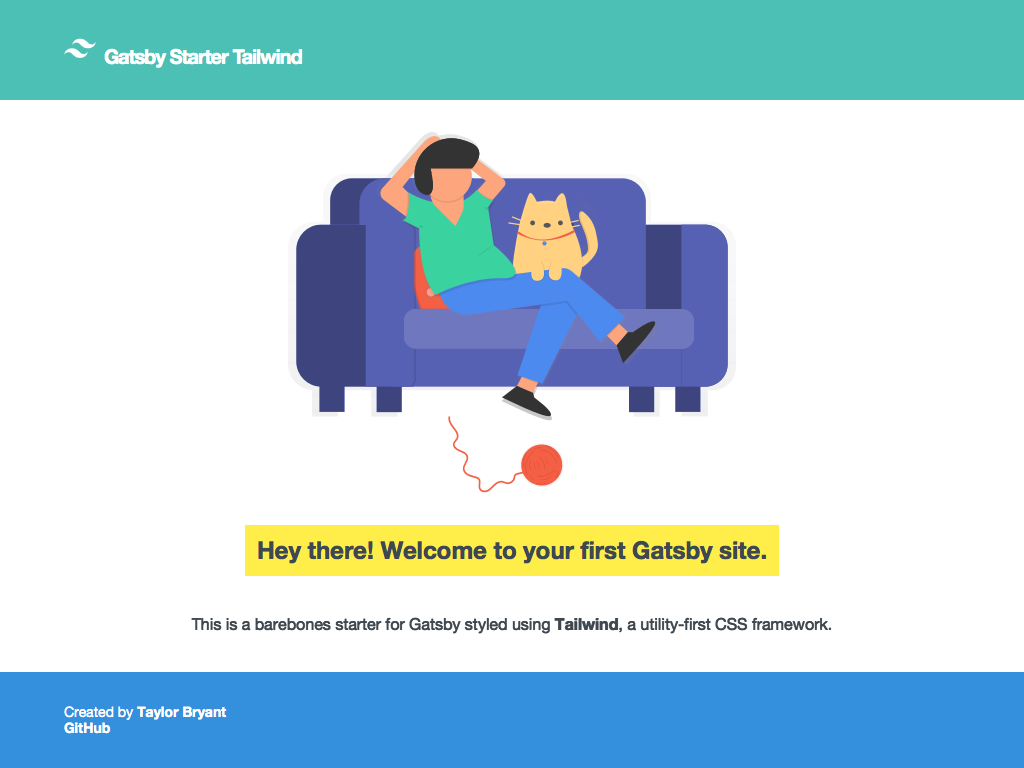 Gatsby Starter Tailwind
Hey there! Welcome to your first Gatsby site.
This is a barebones starter for Gatsby styled using Tailwind, a utility-first CSS framework.
Created by Taylor Bryant
GitHub